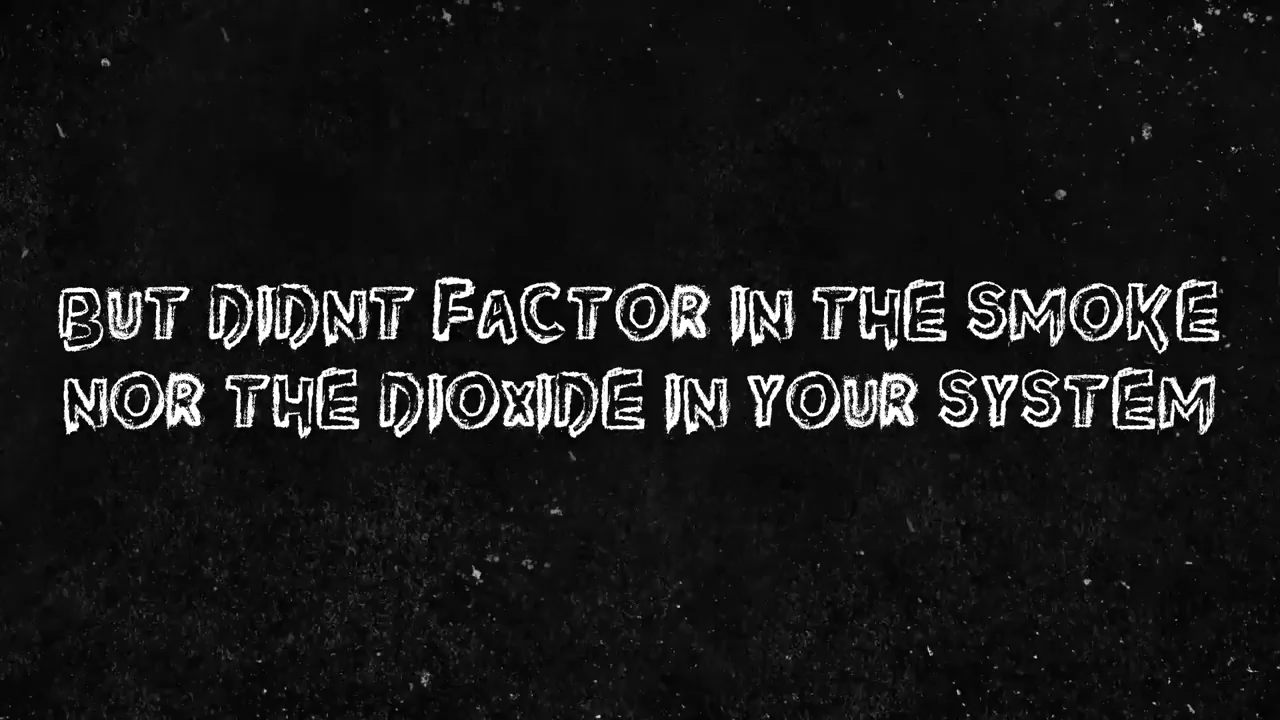 BUT DIDNT FACTOR IN THE SMOKE
NOR THE DIOXIDE IN YOUR SYSTEM